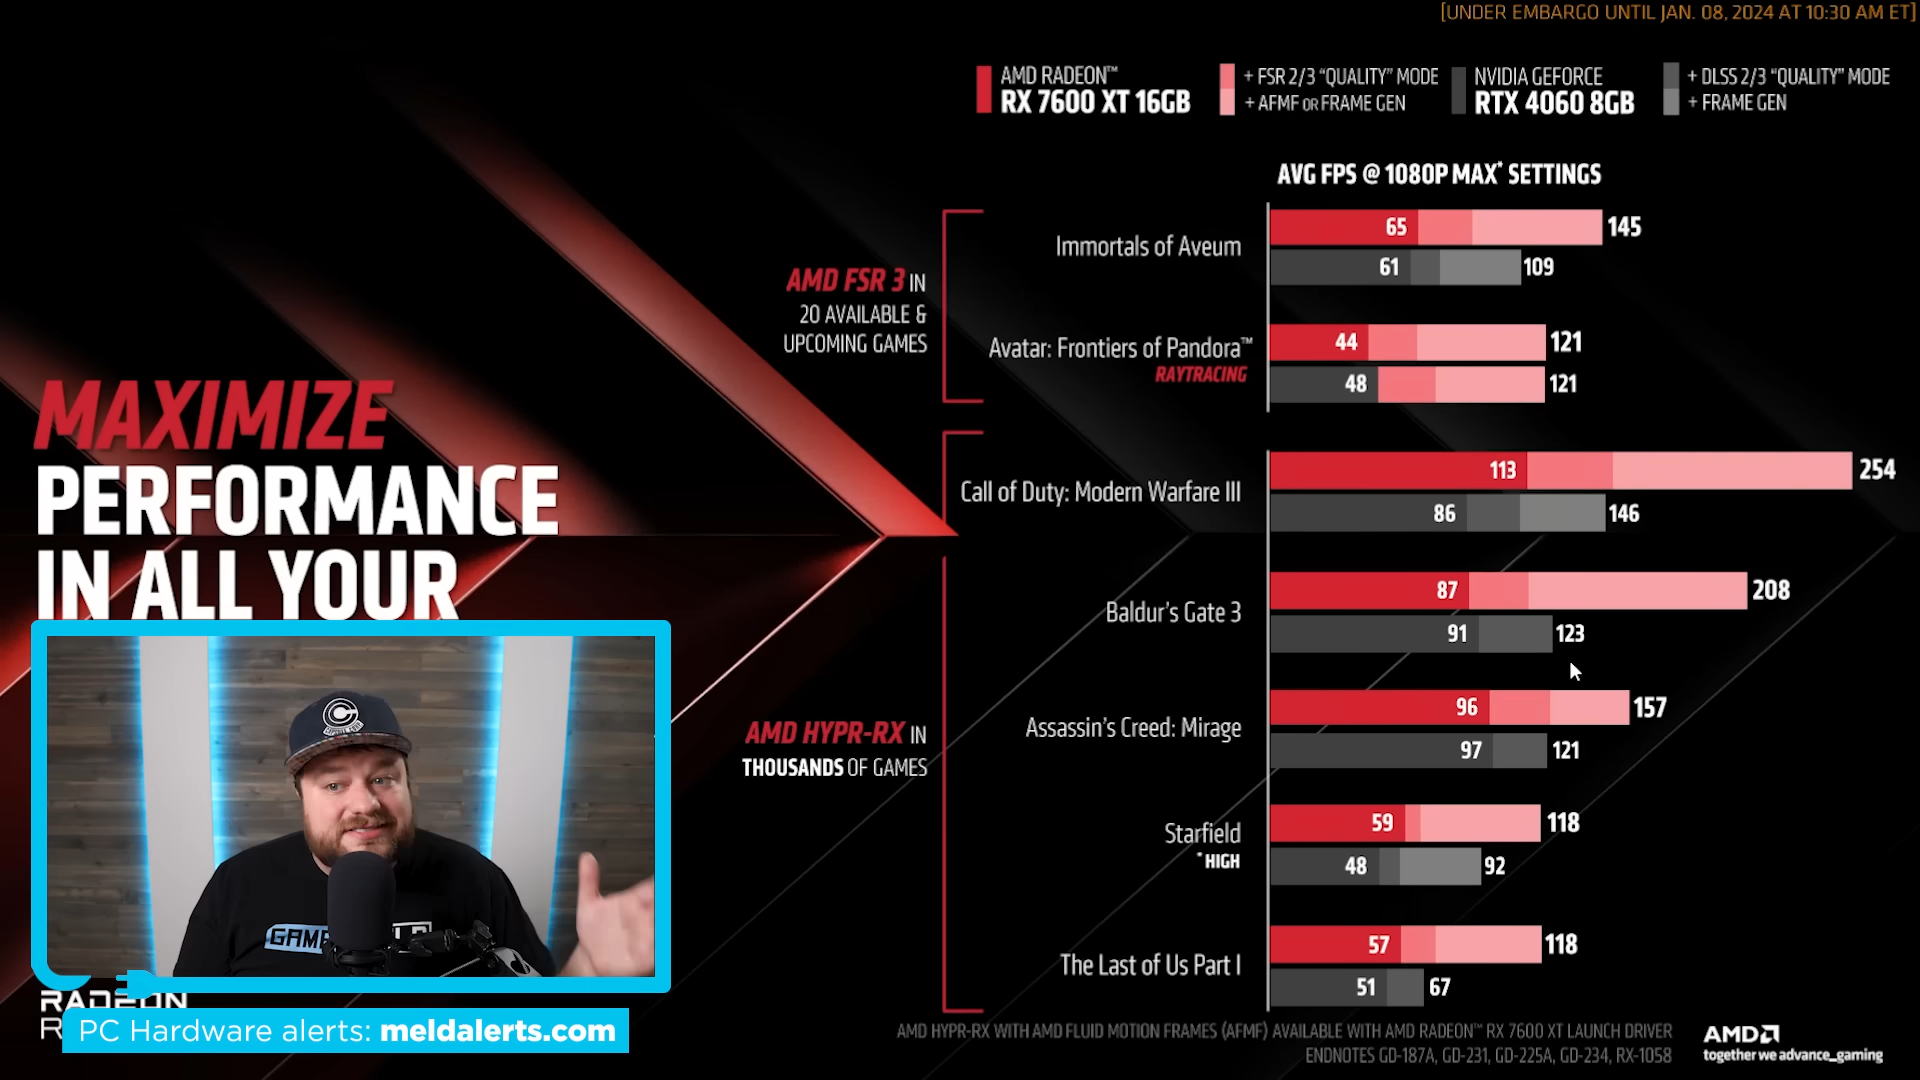 [UNDER EMBARGO UNTIL JAN. 08, 2024 AT 10:30 AM ET]
AMD RADEON™
RX 7600 XT 16GB
+ FSR 2/3 "QUALITY" MODE
+ AFMF OR FRAME GEN
NVIDIA GEFORCE
RTX 4060 8GB
+ DLSS 2/3 "QUALITY" MODE
+ FRAME GEN
AVG FPS @ 1080P MAX* SETTINGS
AMD FSR 3 IN
20 AVAILABLE &
UPCOMING GAMES
Immortals of Aveum
65 145
61 109
Avatar: Frontiers of Pandora™
RAYTRACING
44 121
48 121
MAXIMIZE
PERFORMANCE
IN ALL YOUR
AMD HYPR-RX IN
THOUSANDS OF GAMES
Call of Duty: Modern Warfare III
113 254
86 146
Baldur's Gate 3
87 208
91 123
Assassin's Creed: Mirage
96 157
97 121
Starfield
*HIGH
59 118
48 92
The Last of Us Part I
57 118
51 67
RADEON
R
PC Hardware alerts: meldalerts.com
AMD HYPR-RX WITH AMD FLUID MOTION FRAMES (AFMF) AVAILABLE WITH AMD RADEON™ RX 7600 XT LAUNCH DRIVER
ENDNOTES GD-187A, GD-231, GD-225A, GD-234, RX-1058
AMD
together we advance_gaming